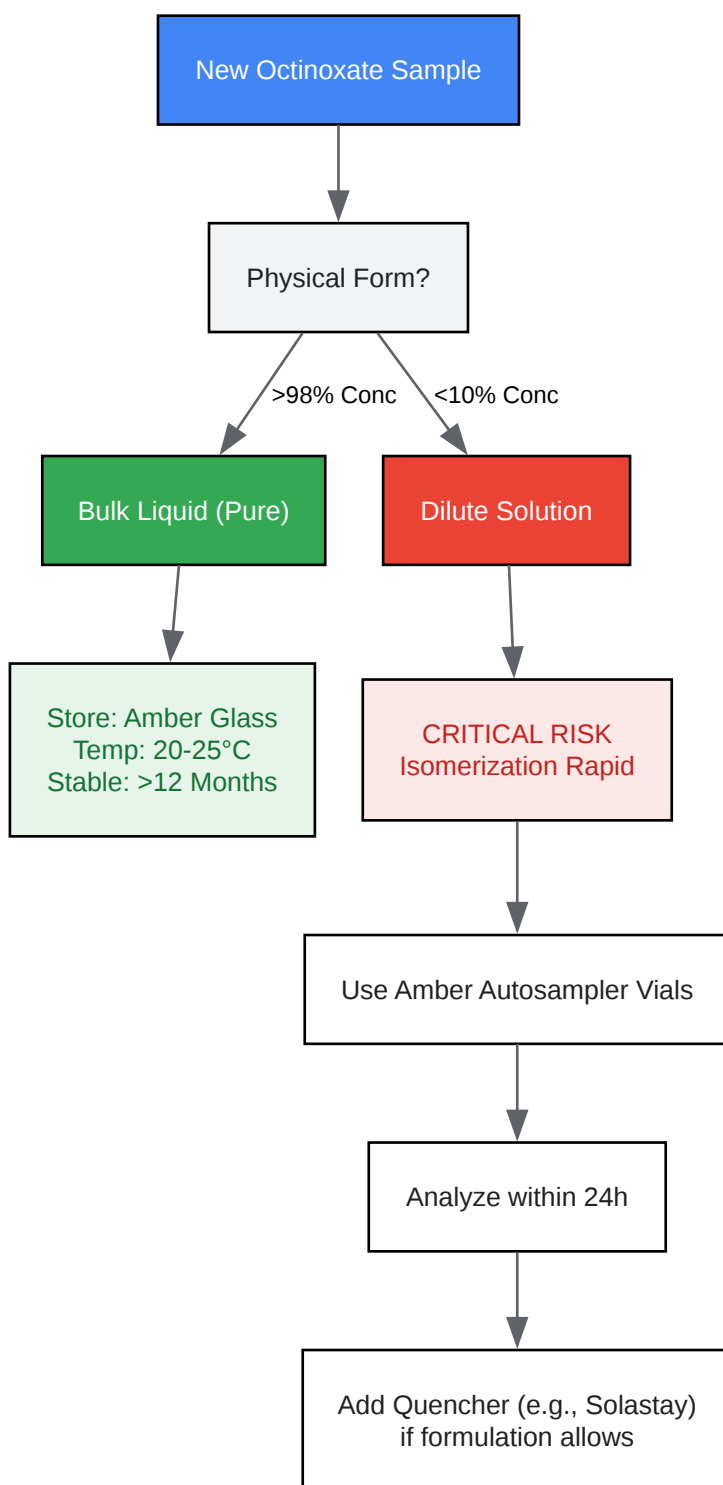 New Octinoxate Sample
Physical Form?
>98% Conc
<10% Conc
Bulk Liquid (Pure)
Dilute Solution
Store: Amber Glass
Temp: 20-25°C
Stable: >12 Months
CRITICAL RISK
Isomerization Rapid
Use Amber Autosampler Vials
Analyze within 24h
Add Quencher (e.g., Solastay)
if formulation allows